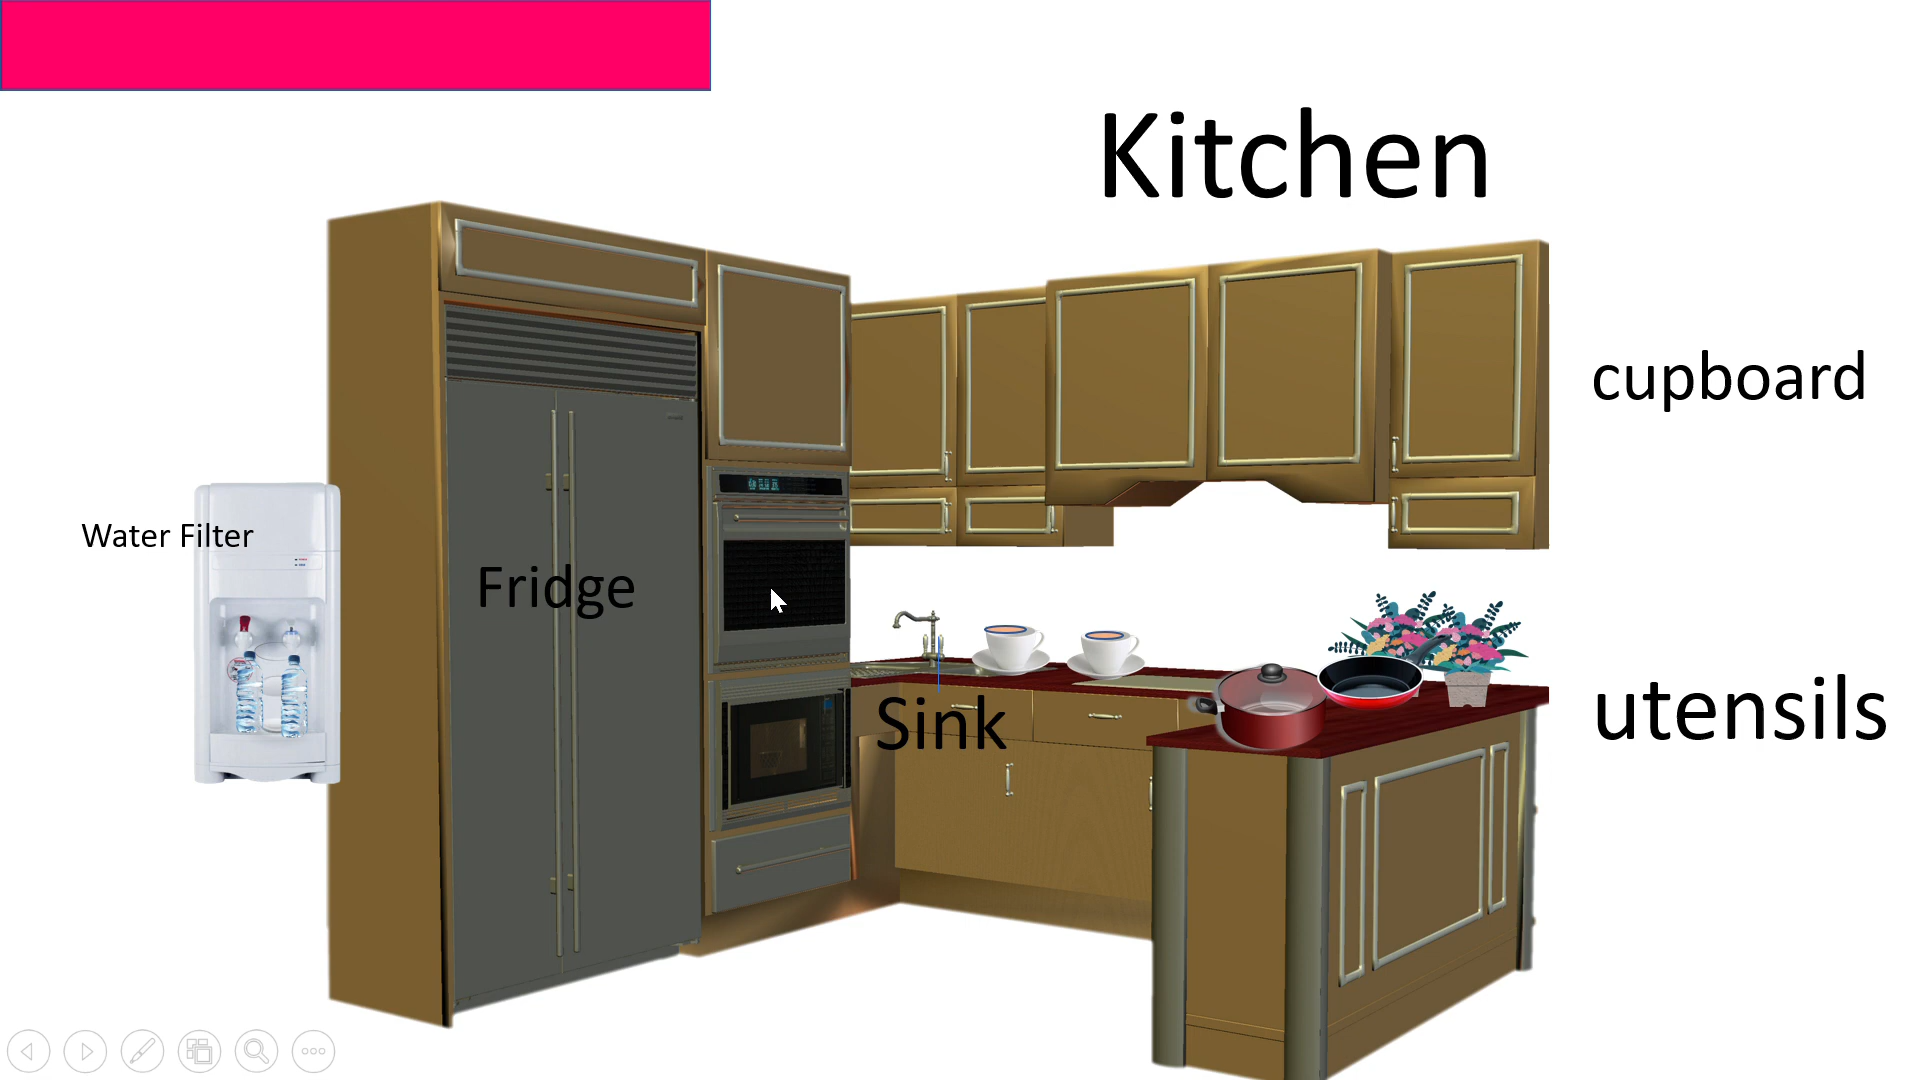 Kitchen
cupboard
Water Filter
Fridge
Sink
utensils